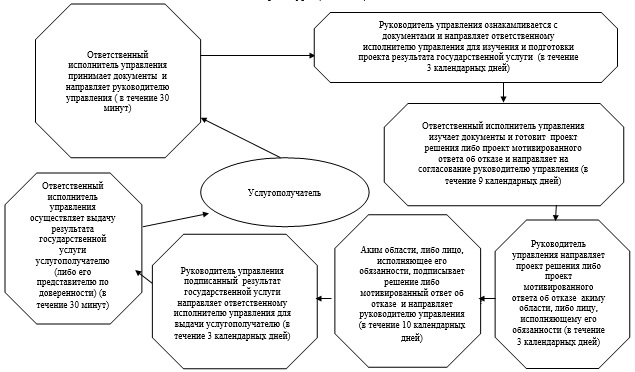 Ответственный
исполнитель управления
принимает документы и
направляет руководителю
управления ( в течение 30
минут)
Руководитель управления ознакамливается с
документами и направляет ответственному
исполнителю управления для изучения и подготовки
проекта результата государственной услуги (в течение
3 календарных дней)
Ответственный исполнитель управления
изучает документы и готовит проект
решения либо проект мотивированного
ответа об отказе и направляет на
согласование руководителю управления (в
течение 9 календарных дней)
Услугополучатель
Ответственный
исполнитель
управления
осуществляет выдачу
результата
государственной
услуги
услугополучателю
(либо его
представителю по
доверенности) (в
течение 30 минут)
Руководитель управления
подписанный результат
государственной услуги
направляет ответственному
исполнителю управления для
выдачи услугополучателю (в
течение 3 календарных дней)
Аким области, либо лицо,
исполняющее его
обязанности, подписывает
решение либо
мотивированный ответ об
отказе и направляет
руководителю управления
(в течение 10 календарных
дней)
Руководитель
управления направляет
проект решения либо
проект
мотивированного
ответа об отказе акиму
области, либо лицу,
исполняющему его
обязанности (в течение
3 календарных дней)